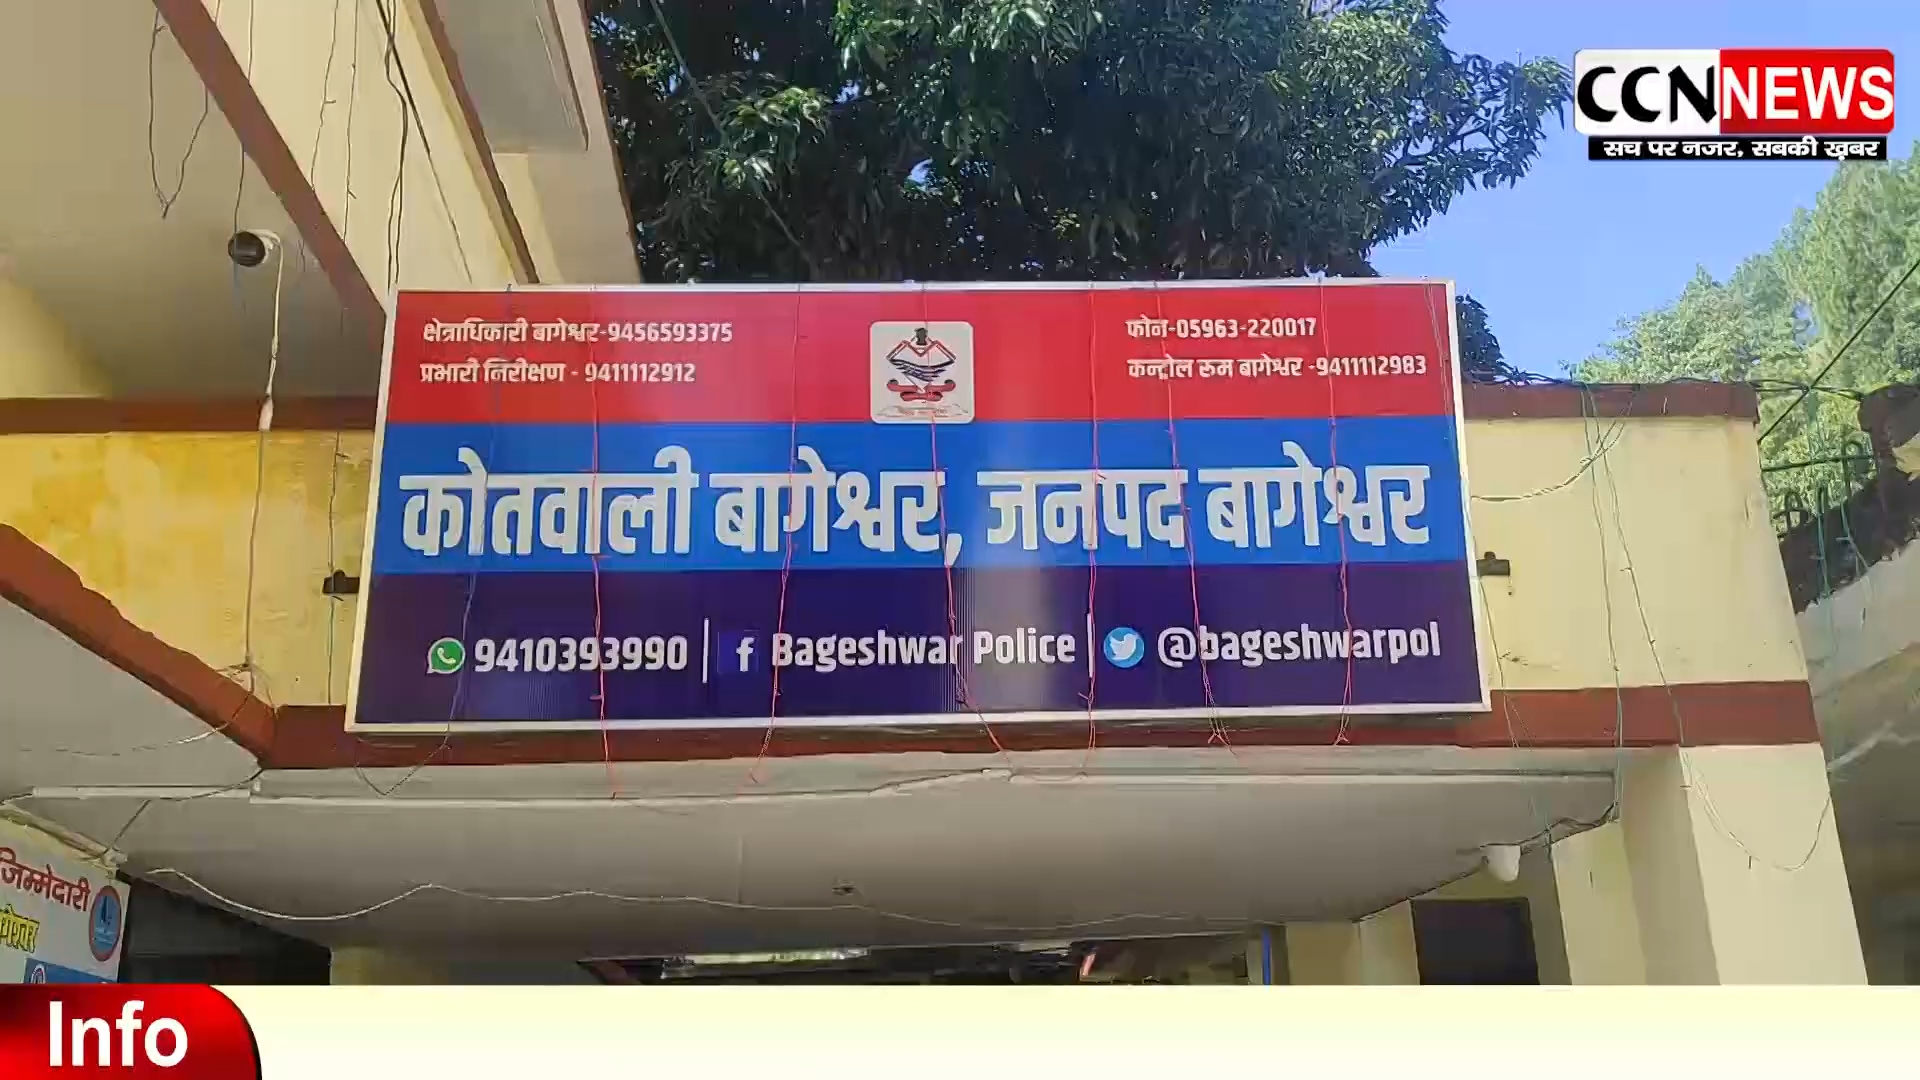 CCNNEWS
सच पर नजर, सबकी ख़बर
क्षेत्राधिकारी बागेश्वर-9456593375
प्रभारी निरीक्षण - 9411112912
फोन-05963-220017
कन्ट्रोल रुम बागेश्वर -9411112983
कोतवाली बागेश्वर, जनपद बागेश्वर
9410393990 | f Bageshwar Police | @bageshwarpol
जिम्मेदारी
Info